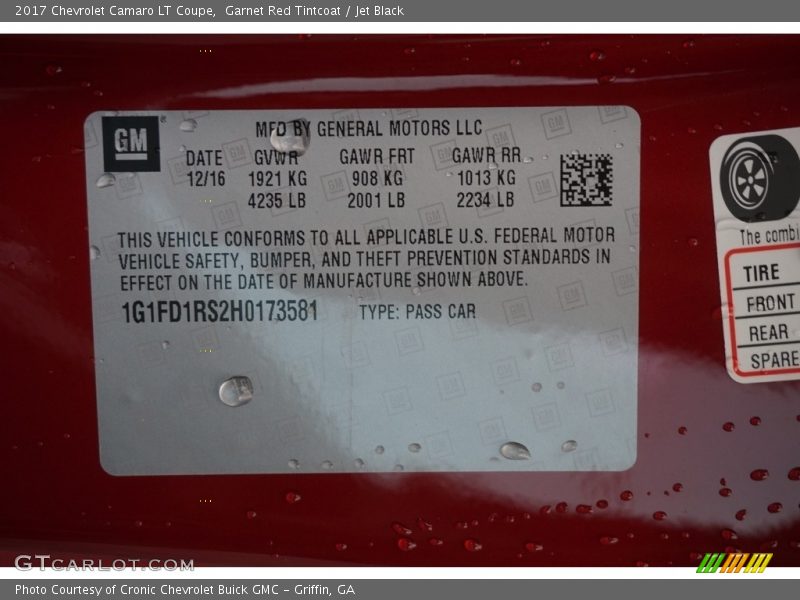 2017 Chevrolet Camaro LT Coupe,  Garnet Red Tintcoat / Jet Black
GM
MFD BY GENERAL MOTORS LLC
DATE GVWR GAWR FRT GAWR RR
12/16 1921 KG 908 KG 1013 KG
4235 LB 2001 LB 2234 LB
THIS VEHICLE CONFORMS TO ALL APPLICABLE U.S. FEDERAL MOTOR
VEHICLE SAFETY, BUMPER, AND THEFT PREVENTION STANDARDS IN
EFFECT ON THE DATE OF MANUFACTURE SHOWN ABOVE.
1G1FD1RS2H0173581 TYPE: PASS CAR
The combi
TIRE
FRONT
REAR
SPARE
GTCARLOT.COM
Photo Courtesy of Cronic Chevrolet Buick GMC - Griffin, GA